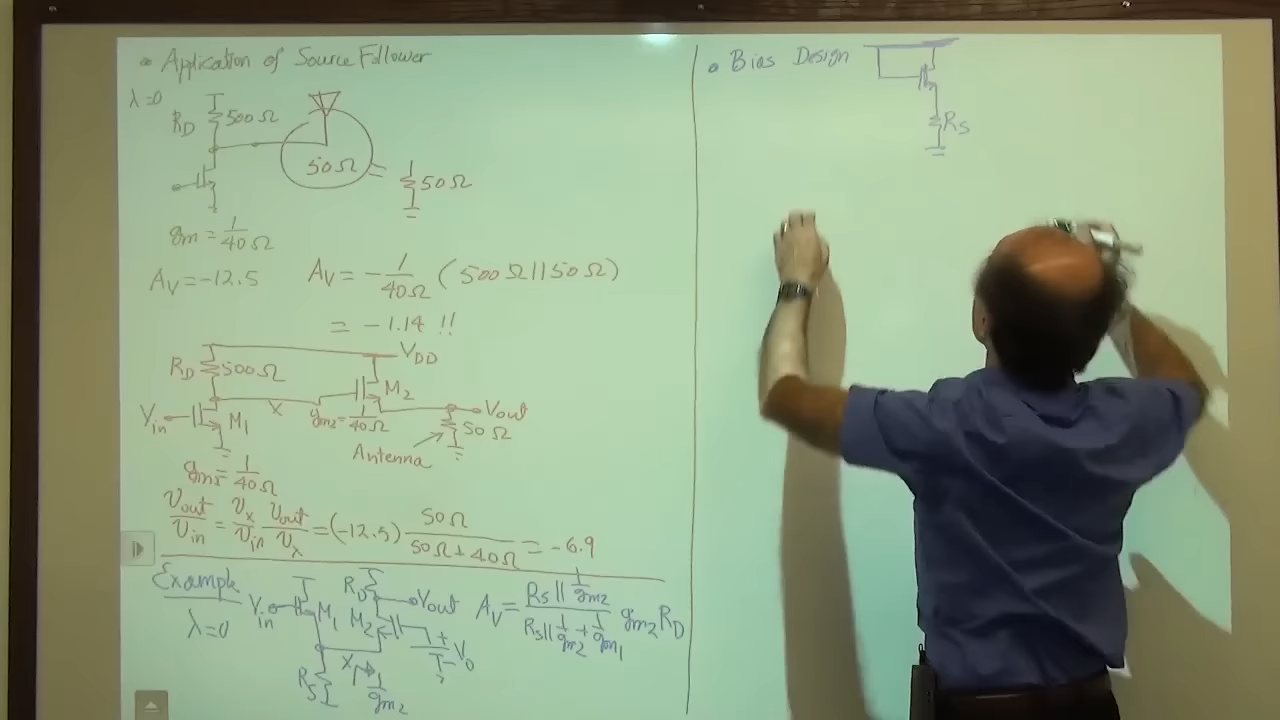 • Application of Source Follower
λ=0
RD 500Ω
50Ω
= 50Ω
gm = 1/40Ω
AV = -12.5
AV = - 1/40Ω (500Ω||50Ω)
= -1.14 !!
VDD
RD 500Ω
M2
Vin
M1
X
gm2 = 1/40Ω
Vout
50Ω
Antenna
gm1 = 1/40Ω
Vout/Vin = Vx/Vin Vout/Vx = (-12.5) 50Ω/(50Ω+40Ω) = -6.9
Example
λ=0
Vin
M1
RD
Vout
M2
+
-
X
RS
1/gm2
AV = (RS||1/gm2)/(RS||1/gm2 + 1/gm1) gm2 RD
• Bias Design
RS